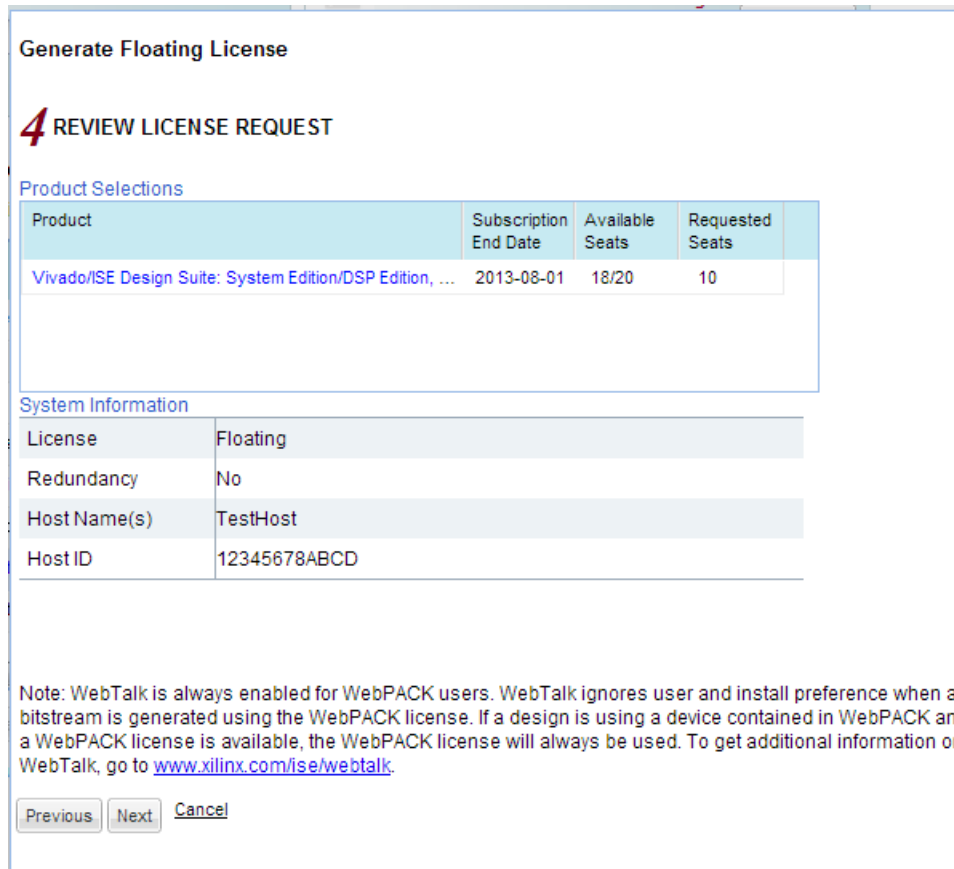 Generate Floating License
4 REVIEW LICENSE REQUEST
Product Selections
Product Subscription End Date Available Seats Requested Seats
Vivado/ISE Design Suite: System Edition/DSP Edition, ... 2013-08-01 18/20 10
System Information
License Floating
Redundancy No
Host Name(s) TestHost
Host ID 12345678ABCD
Note: WebTalk is always enabled for WebPACK users. WebTalk ignores user and install preference when a
bitstream is generated using the WebPACK license. If a design is using a device contained in WebPACK
a WebPACK license is available, the WebPACK license will always be used. To get additional information
WebTalk, go to www.xilinx.com/ise/webtalk.
Previous Next Cancel